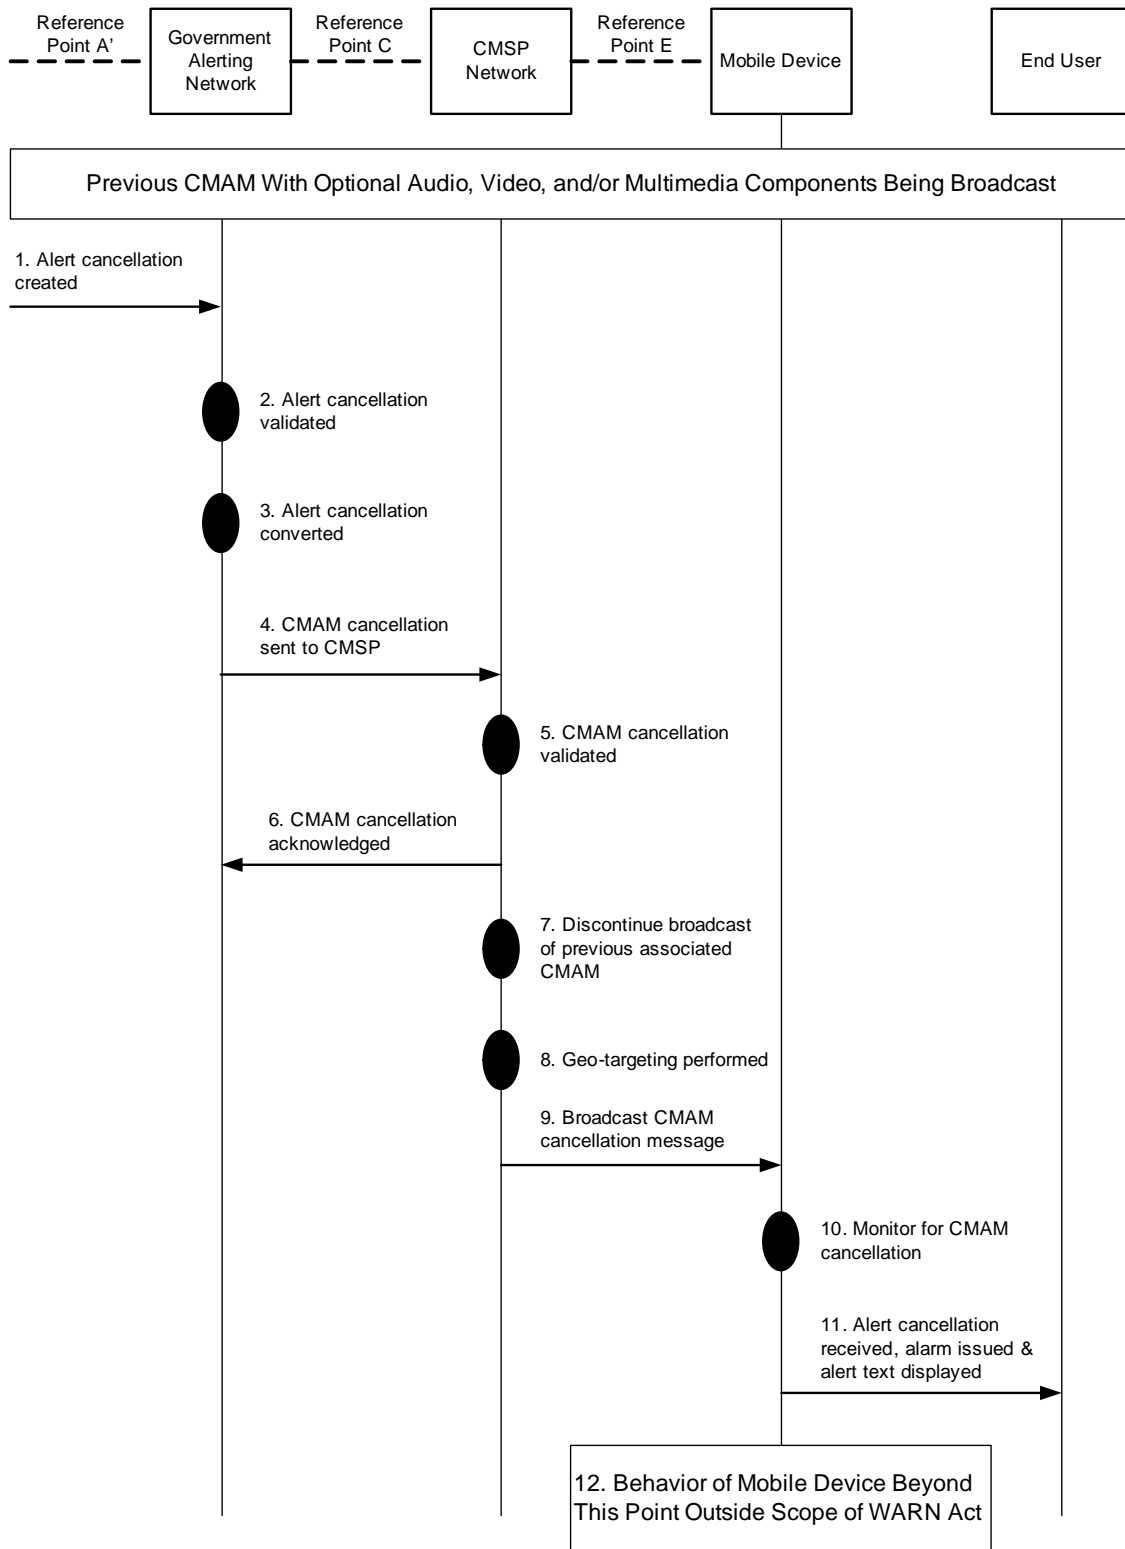 Reference
Point A’
Government
Alerting
Network
Reference
Point C
CMSP
Network
Reference
Point E
Mobile Device
End User
Previous CMAM With Optional Audio, Video, and/or Multimedia Components Being Broadcast
1. Alert cancellation
created
2. Alert cancellation
validated
3. Alert cancellation
converted
4. CMAM cancellation
sent to CMSP
5. CMAM cancellation
validated
6. CMAM cancellation
acknowledged
7. Discontinue broadcast
of previous associated
CMAM
8. Geo-targeting performed
9. Broadcast CMAM
cancellation message
10. Monitor for CMAM
cancellation
11. Alert cancellation
received, alarm issued &
alert text displayed
12. Behavior of Mobile Device Beyond
This Point Outside Scope of WARN Act